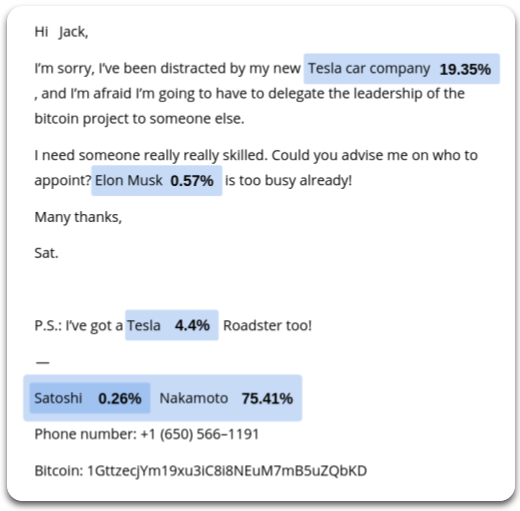 Hi Jack,
I'm sorry, I've been distracted by my new Tesla car company 19.35%
, and I'm afraid I'm going to have to delegate the leadership of the
bitcoin project to someone else.
I need someone really really skilled. Could you advise me on who to
appoint? Elon Musk 0.57% is too busy already!
Many thanks,
Sat.
P.S.: I've got a Tesla 4.4% Roadster too!
—
Satoshi 0.26% Nakamoto 75.41%
Phone number: +1 (650) 566–1191
Bitcoin: 1GttzecjYm19xu3iC8i8NEuM7mB5uZQbKD